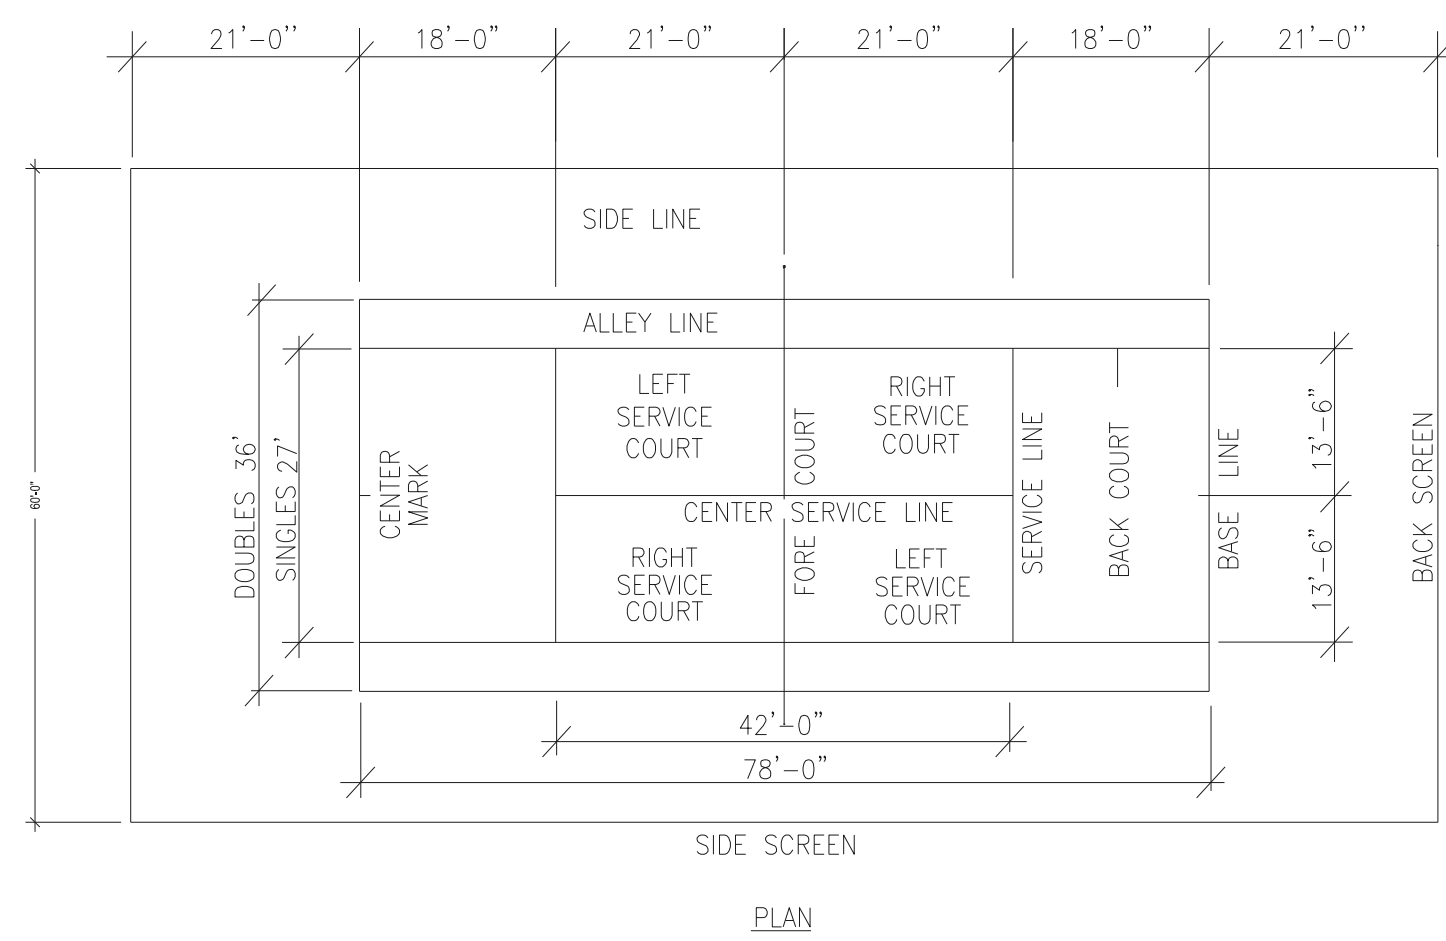 21'-0''
18'-0"
21'-0"
21'-0"
18'-0"
21'-0''
SIDE LINE
ALLEY LINE
LEFT
SERVICE
COURT
RIGHT
SERVICE
COURT
DOUBLES 36'
SINGLES 27'
60'-0"
CENTER
MARK
FORE COURT
CENTER SERVICE LINE
SERVICE LINE
BACK COURT
BASE LINE
13'-6"
13'-6"
BACK SCREEN
RIGHT
SERVICE
COURT
LEFT
SERVICE
COURT
42'-0"
78'-0"
SIDE SCREEN
PLAN